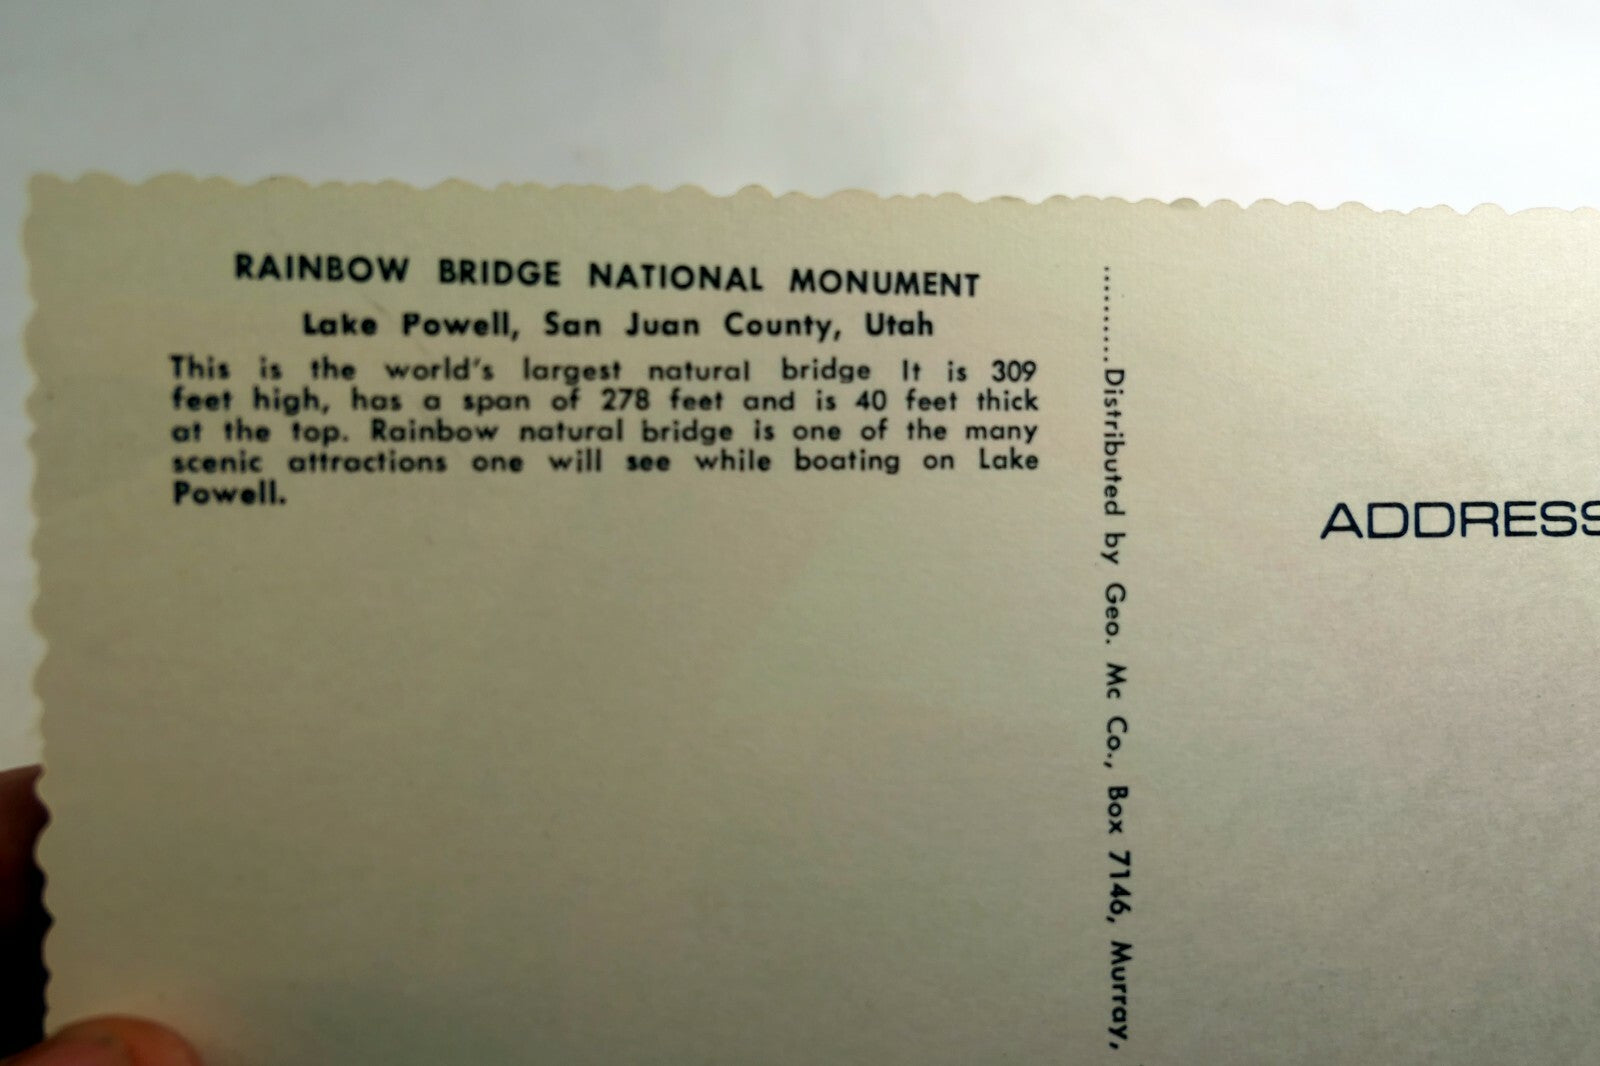 RAINBOW BRIDGE NATIONAL MONUMENT
Lake Powell, San Juan County, Utah
This is the world's largest natural bridge It is 309
feet high, has a span of 278 feet and is 40 feet thick
at the top. Rainbow natural bridge is one of the many
scenic attractions one will see while boating on Lake
Powell.
..........Distributed by Geo. Mc Co., Box 7146, Murray,
ADDRESS